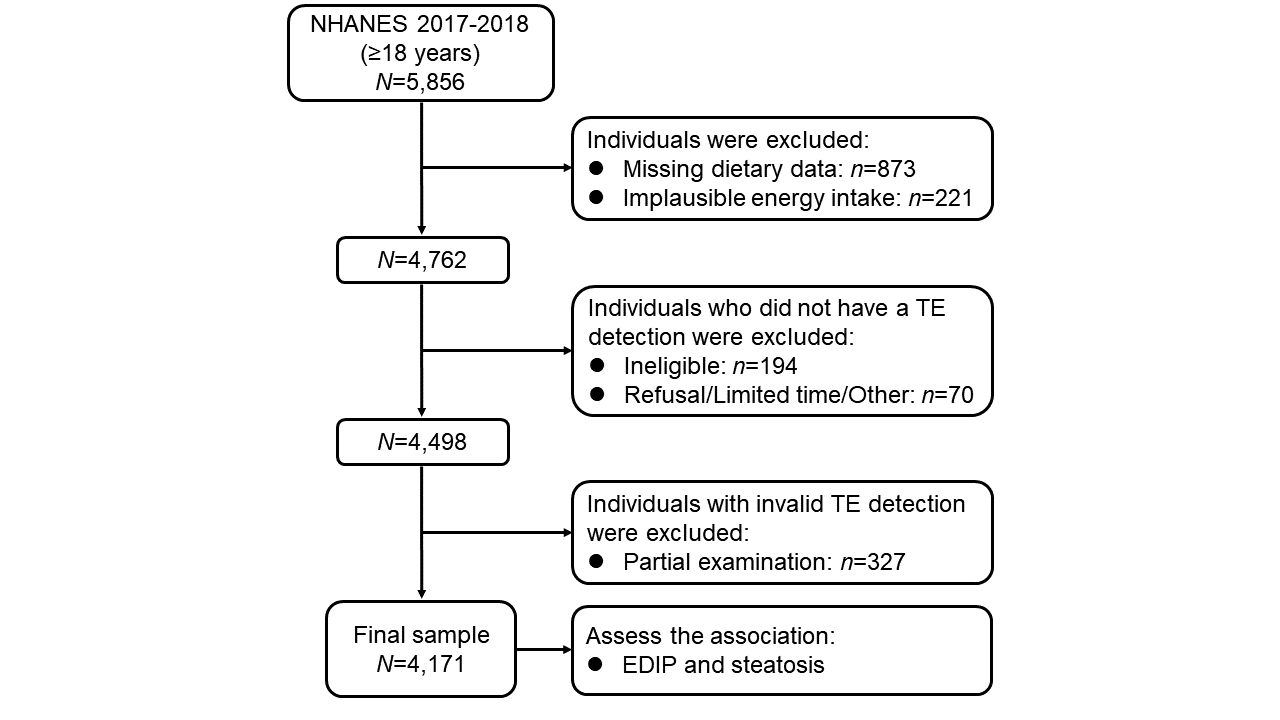 NHANES 2017-2018
(≥18 years)
N=5,856
Individuals were excluded:
● Missing dietary data: n=873
● Implausible energy intake: n=221
N=4,762
Individuals who did not have a TE
detection were excluded:
● Ineligible: n=194
● Refusal/Limited time/Other: n=70
N=4,498
Individuals with invalid TE detection
were excluded:
● Partial examination: n=327
Final sample
N=4,171
Assess the association:
● EDIP and steatosis